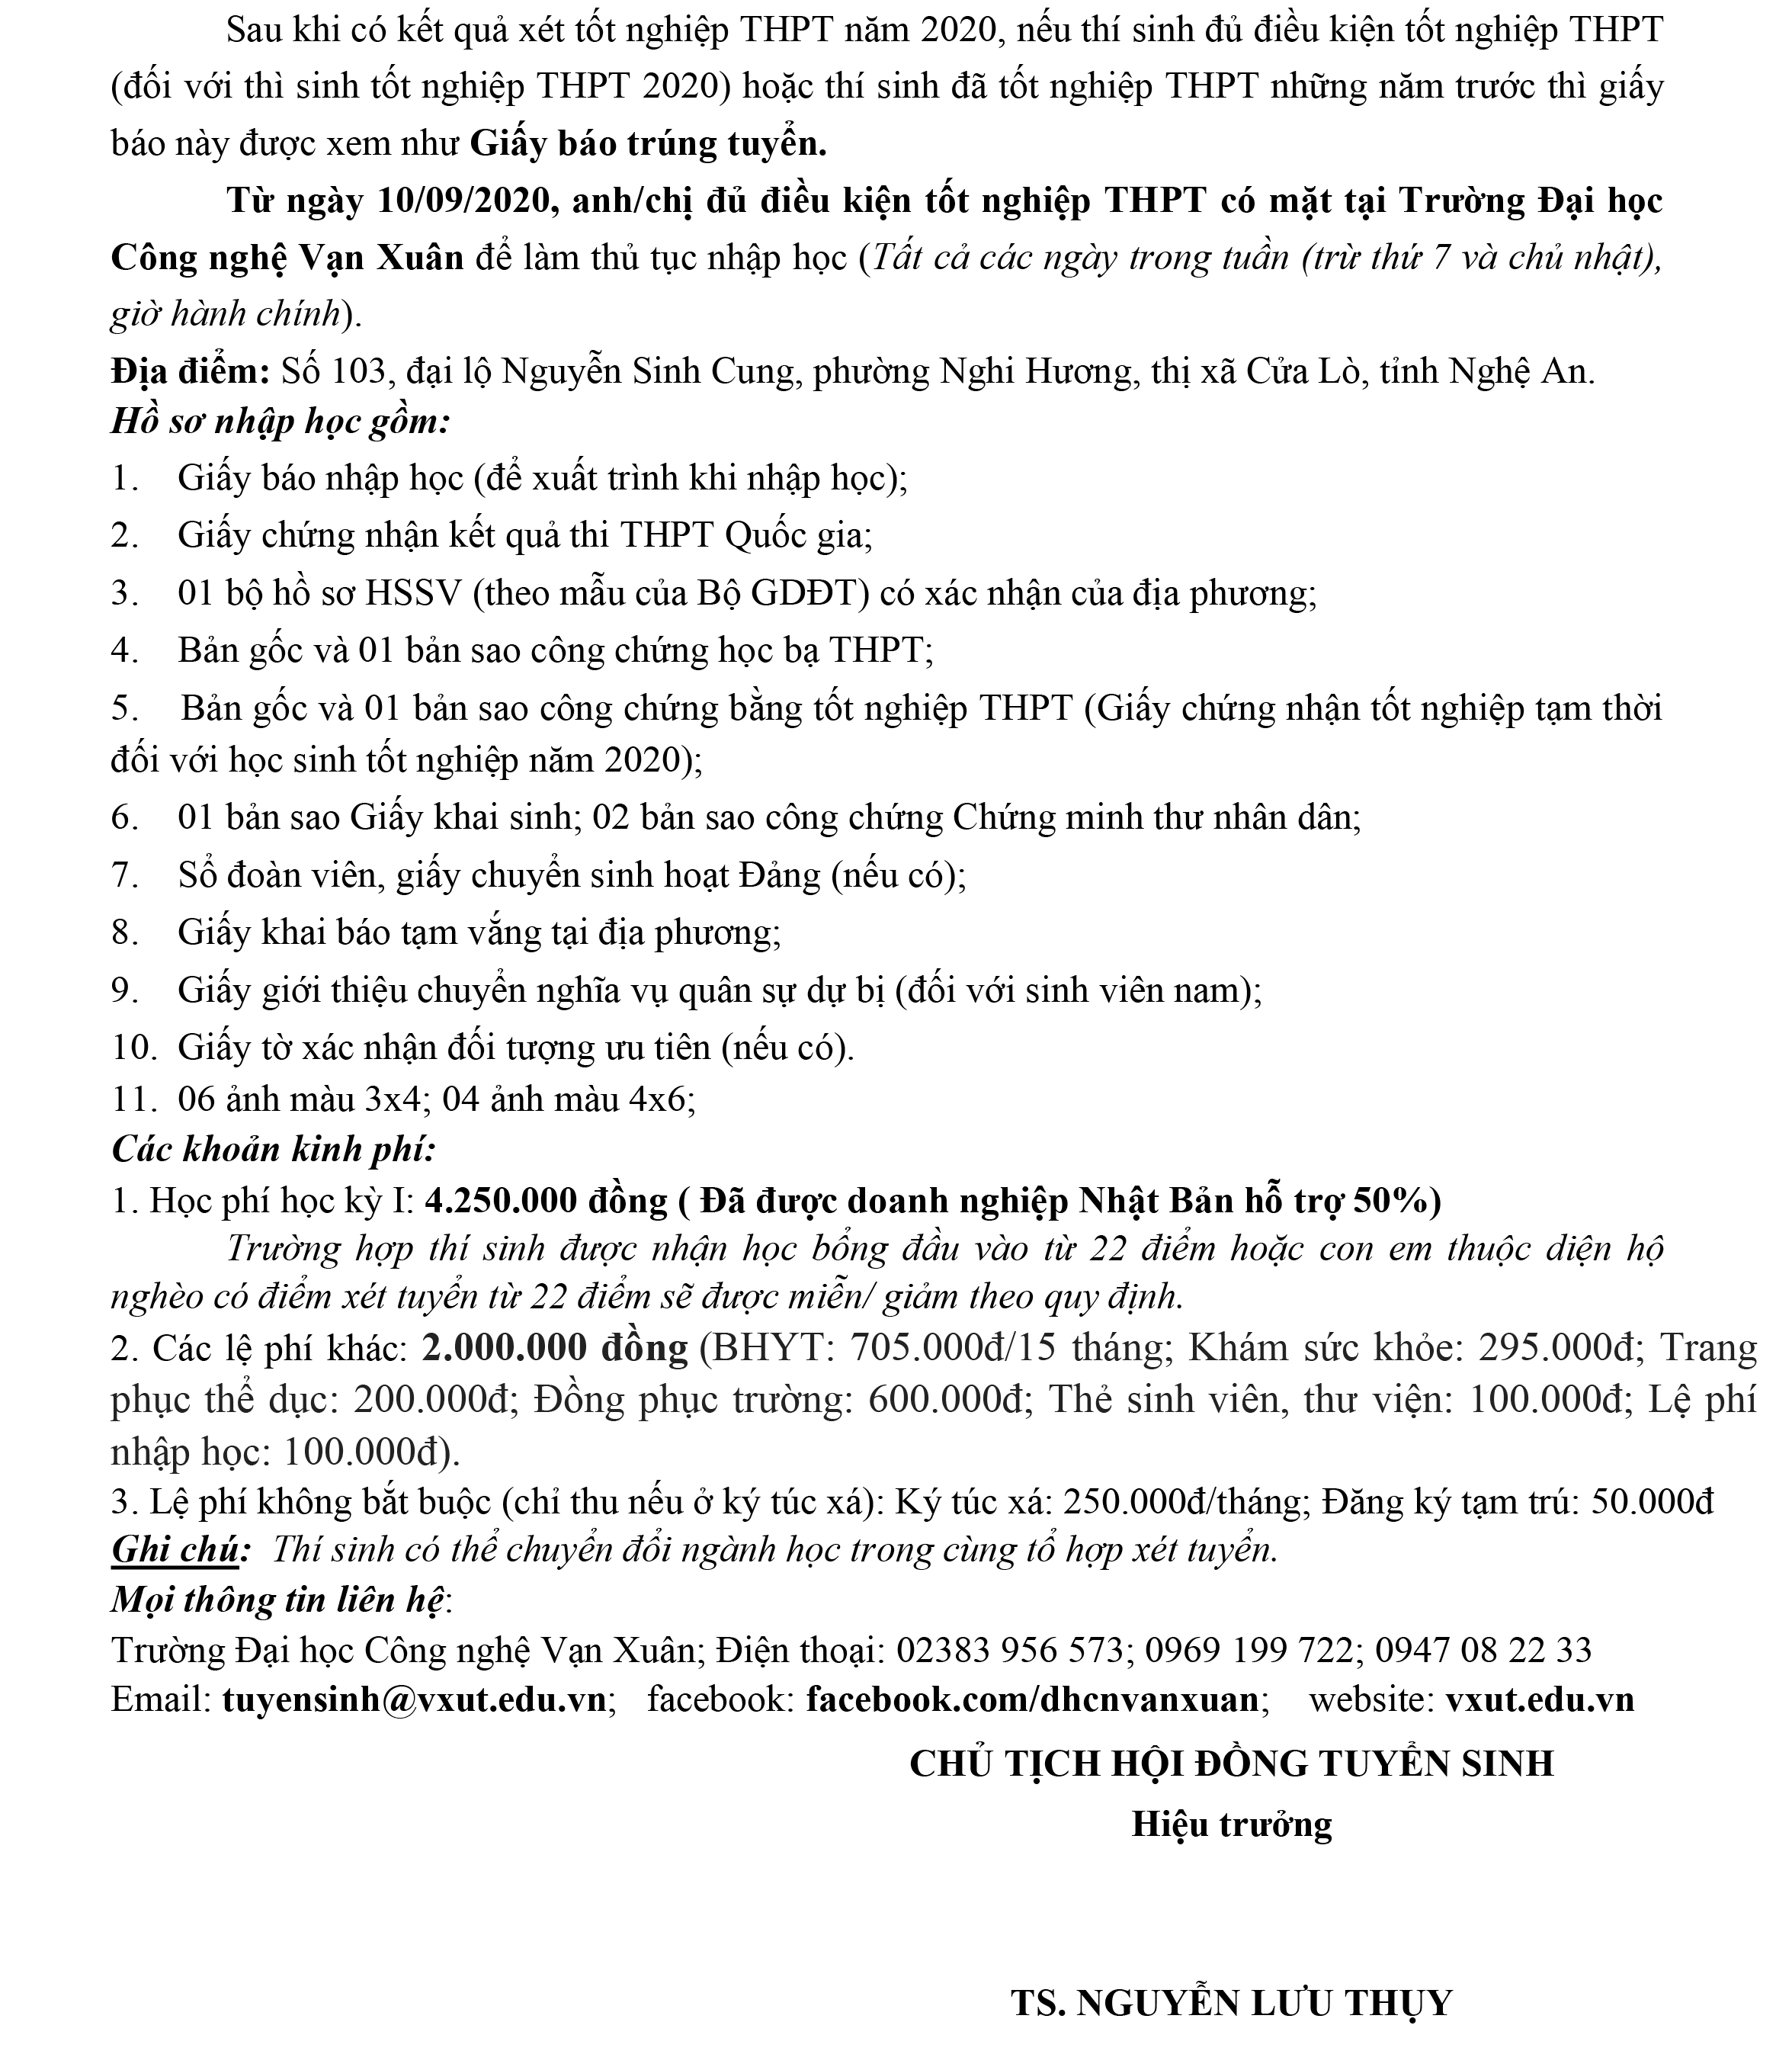 Sau khi có kết quả xét tốt nghiệp THPT năm 2020, nếu thí sinh đủ điều kiện tốt nghiệp THPT
(đối với thì sinh tốt nghiệp THPT 2020) hoặc thí sinh đã tốt nghiệp THPT những năm trước thì giấy
báo này được xem như Giấy báo trúng tuyển.
Từ ngày 10/09/2020, anh/chị đủ điều kiện tốt nghiệp THPT có mặt tại Trường Đại học
Công nghệ Vạn Xuân để làm thủ tục nhập học (Tất cả các ngày trong tuần (trừ thứ 7 và chủ nhật),
giờ hành chính).
Địa điểm: Số 103, đại lộ Nguyễn Sinh Cung, phường Nghi Hương, thị xã Cửa Lò, tỉnh Nghệ An.
Hồ sơ nhập học gồm:
1. Giấy báo nhập học (để xuất trình khi nhập học);
2. Giấy chứng nhận kết quả thi THPT Quốc gia;
3. 01 bộ hồ sơ HSSV (theo mẫu của Bộ GDĐT) có xác nhận của địa phương;
4. Bản gốc và 01 bản sao công chứng học bạ THPT;
5. Bản gốc và 01 bản sao công chứng bằng tốt nghiệp THPT (Giấy chứng nhận tốt nghiệp tạm thời
đối với học sinh tốt nghiệp năm 2020);
6. 01 bản sao Giấy khai sinh; 02 bản sao công chứng Chứng minh thư nhân dân;
7. Sổ đoàn viên, giấy chuyển sinh hoạt Đảng (nếu có);
8. Giấy khai báo tạm vắng tại địa phương;
9. Giấy giới thiệu chuyển nghĩa vụ quân sự dự bị (đối với sinh viên nam);
10. Giấy tờ xác nhận đối tượng ưu tiên (nếu có).
11. 06 ảnh màu 3x4; 04 ảnh màu 4x6;
Các khoản kinh phí:
1. Học phí học kỳ I: 4.250.000 đồng ( Đã được doanh nghiệp Nhật Bản hỗ trợ 50%)
Trường hợp thí sinh được nhận học bổng đầu vào từ 22 điểm hoặc con em thuộc diện hộ
nghèo có điểm xét tuyển từ 22 điểm sẽ được miễn/ giảm theo quy định.
2. Các lệ phí khác: 2.000.000 đồng (BHYT: 705.000đ/15 tháng; Khám sức khỏe: 295.000đ; Trang
phục thể dục: 200.000đ; Đồng phục trường: 600.000đ; Thẻ sinh viên, thư viện: 100.000đ; Lệ phí
nhập học: 100.000đ).
3. Lệ phí không bắt buộc (chỉ thu nếu ở ký túc xá): Ký túc xá: 250.000đ/tháng; Đăng ký tạm trú: 50.000đ
Ghi chú: Thí sinh có thể chuyển đổi ngành học trong cùng tổ hợp xét tuyển.
Mọi thông tin liên hệ:
Trường Đại học Công nghệ Vạn Xuân; Điện thoại: 02383 956 573; 0969 199 722; 0947 08 22 33
Email: tuyensinh@vxut.edu.vn; facebook: facebook.com/dhcnvanxuan; website: vxut.edu.vn
CHỦ TỊCH HỘI ĐỒNG TUYỂN SINH
Hiệu trưởng
TS. NGUYỄN LƯU THỤY